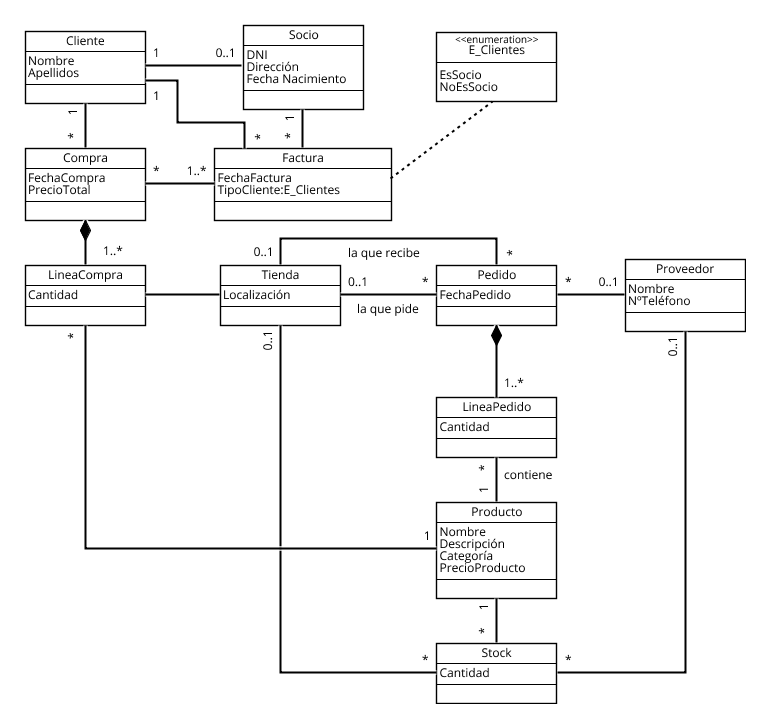 Cliente
Nombre
Apellidos
1
0..1
Socio
DNI
Dirección
Fecha Nacimiento
<<enumeration>>
E_Clientes
EsSocio
NoEsSocio
1
1
*
*
1
*
Compra
FechaCompra
PrecioTotal
*
1..*
Factura
FechaFactura
TipoCliente:E_Clientes
1..*
0..1
la que recibe
*
LineaCompra
Cantidad
Tienda
Localización
0..1
*
la que pide
Pedido
FechaPedido
*
0..1
Proveedor
Nombre
NºTeléfono
*
0..1
0..1
1..*
LineaPedido
Cantidad
*
contiene
1
Producto
Nombre
Descripción
Categoría
PrecioProducto
1
1
*
Stock
Cantidad
*
*